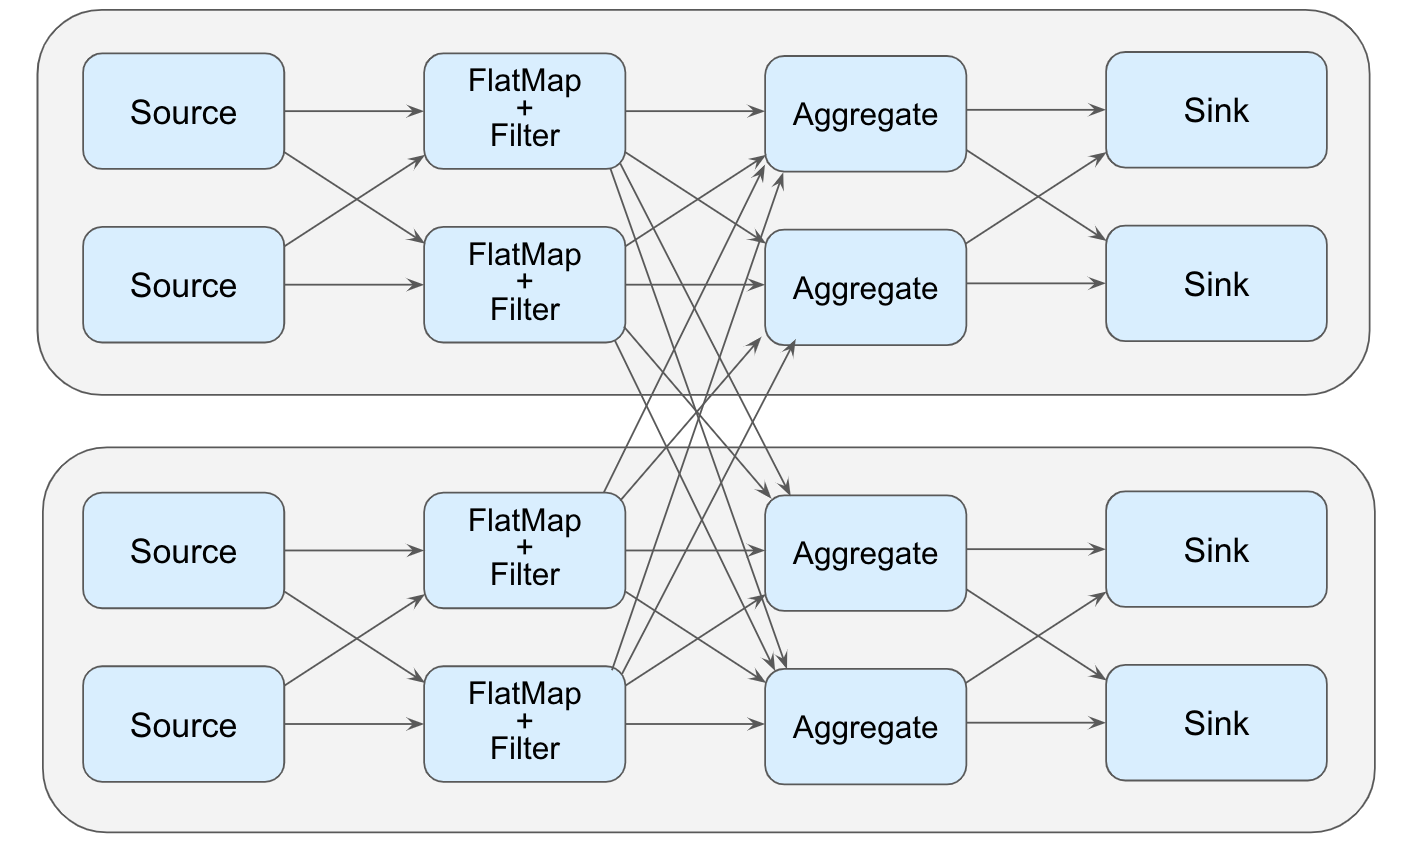 Source
FlatMap
+
Filter
Aggregate
Sink
Source
FlatMap
+
Filter
Aggregate
Sink
Source
FlatMap
+
Filter
Aggregate
Sink
Source
FlatMap
+
Filter
Aggregate
Sink